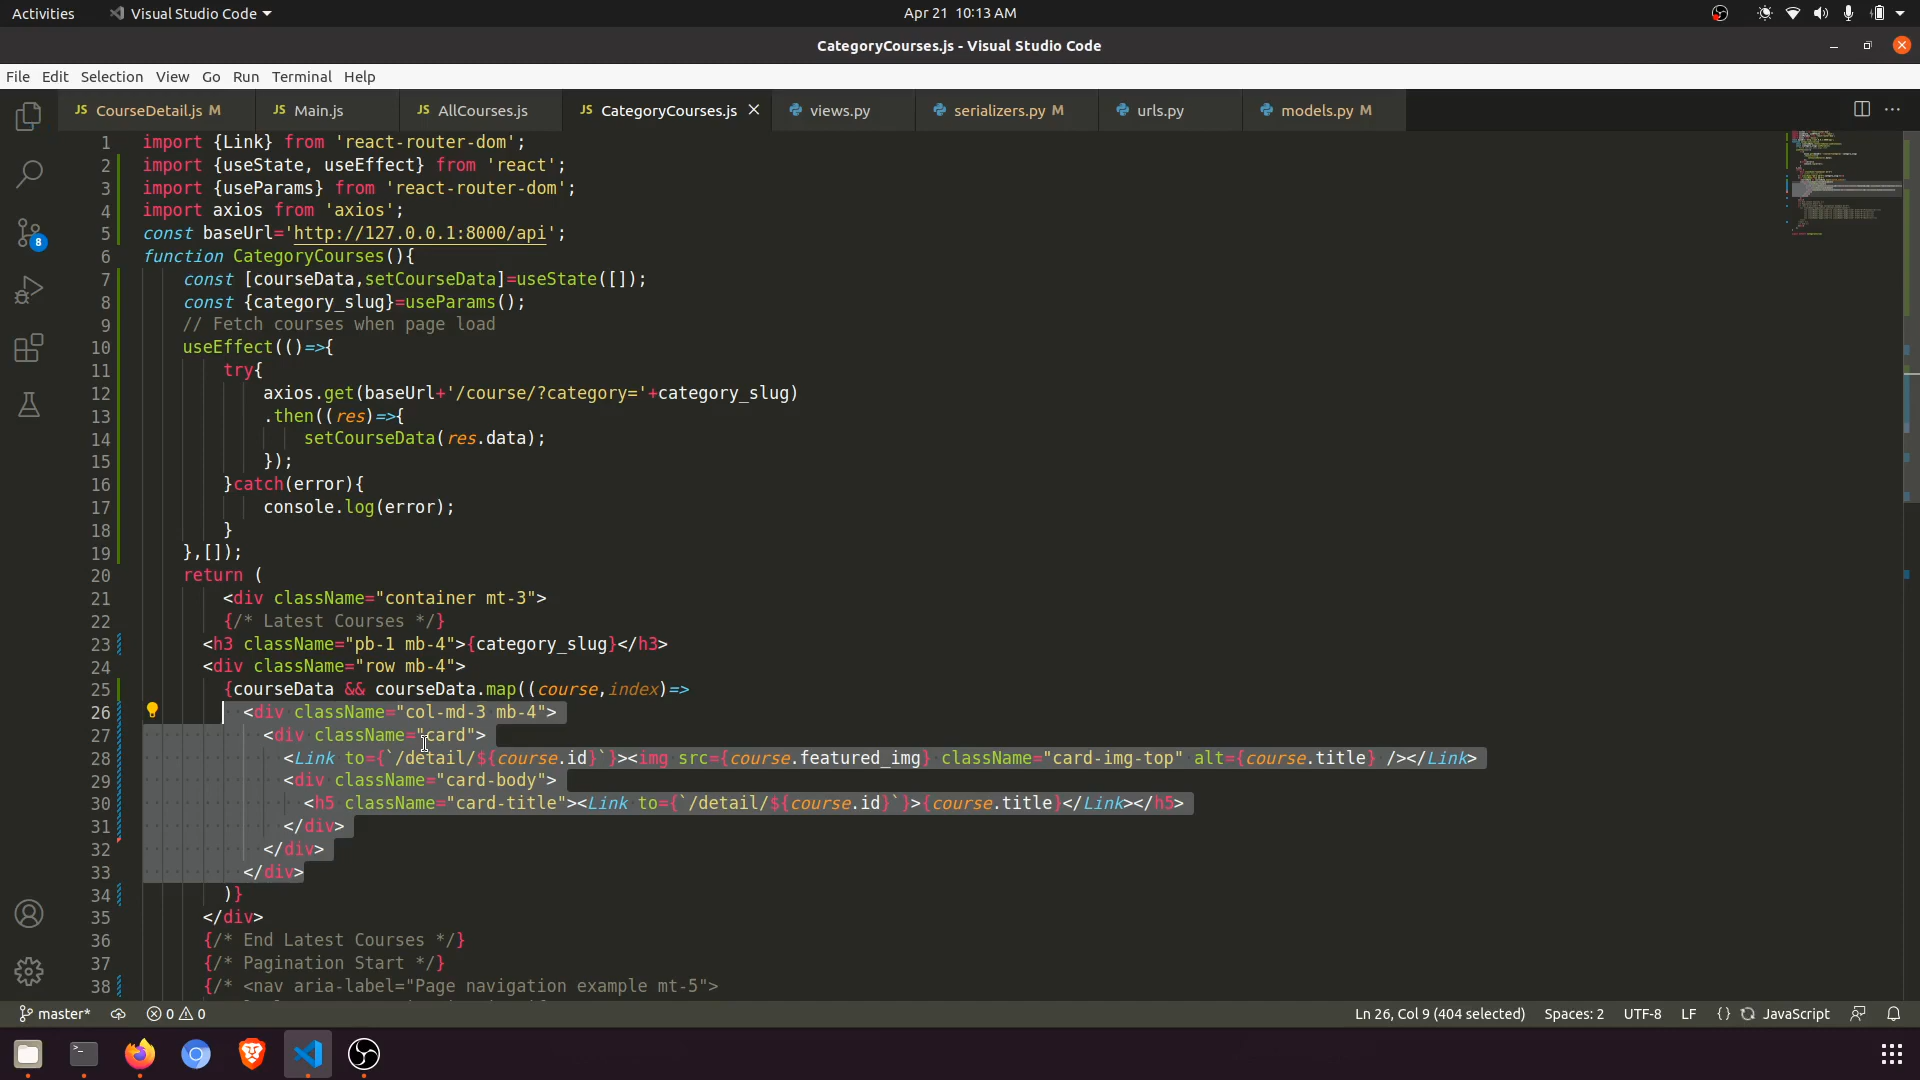 Activities Visual Studio Code Apr 21 10:13 AM
CategoryCourses.js - Visual Studio Code
File Edit Selection View Go Run Terminal Help
JS CourseDetail.js M JS Main.js JS AllCourses.js JS CategoryCourses.js views.py serializers.py M urls.py models.py M
1 import {Link} from 'react-router-dom';
2 import {useState, useEffect} from 'react';
3 import {useParams} from 'react-router-dom';
4 import axios from 'axios';
5 const baseUrl='http://127.0.0.1:8000/api';
6 function CategoryCourses(){
7 const [courseData,setCourseData]=useState([]);
8 const {category_slug}=useParams();
9 // Fetch courses when page load
10 useEffect(()=>{
11 try{
12 axios.get(baseUrl+'/course/?category='+category_slug)
13 .then((res)=>{
14 setCourseData(res.data);
15 });
16 }catch(error){
17 console.log(error);
18 }
19 },[]);
20 return (
21 <div className="container mt-3">
22 {/* Latest Courses */}
23 <h3 className="pb-1 mb-4">{category_slug}</h3>
24 <div className="row mb-4">
25 {courseData && courseData.map((course,index)=>
26 <div className="col-md-3 mb-4">
27 <div className="card">
28 <Link to={`/detail/${course.id}`}><img src={course.featured_img} className="card-img-top" alt={course.title} /></Link>
29 <div className="card-body">
30 <h5 className="card-title"><Link to={`/detail/${course.id}`}>{course.title}</Link></h5>
31 </div>
32 </div>
33 </div>
34 )}
35 </div>
36 {/* End Latest Courses */}
37 {/* Pagination Start */}
38 {/* <nav aria-label="Page navigation example mt-5">
8
master* 0 0 Ln 26, Col 9 (404 selected) Spaces: 2 UTF-8 LF {} JavaScript